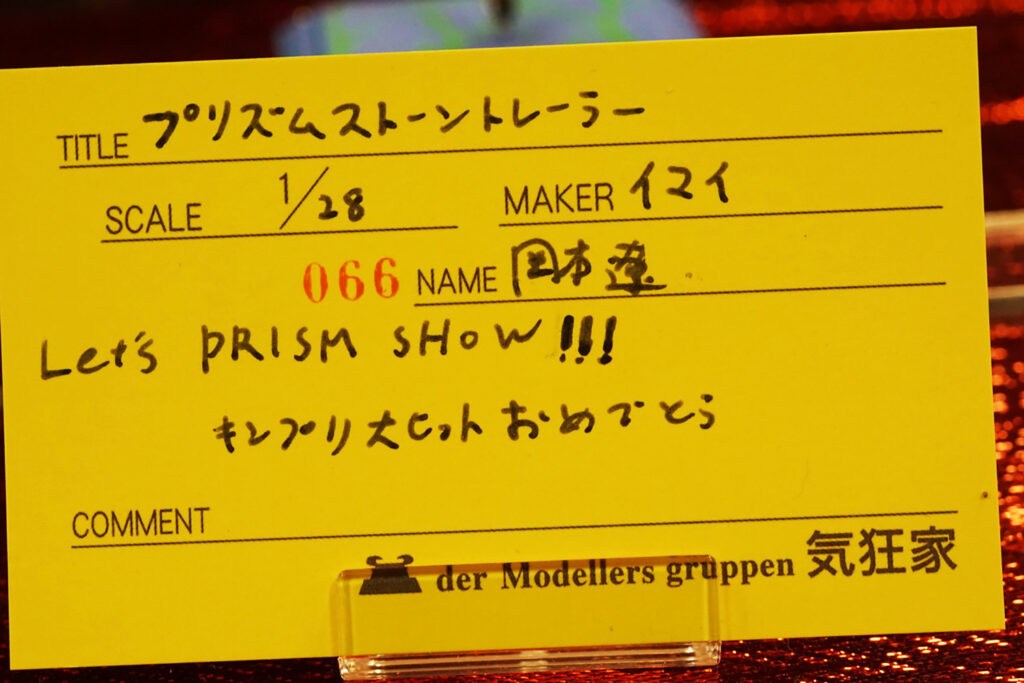 TITLE プリズムストーントレーラー
SCALE 1/28 MAKER イマイ
066 NAME 岡本遼
Let's PRISM SHOW!!!
キンプリ大ヒットおめでとう
COMMENT
der Modellers gruppen 気狂家